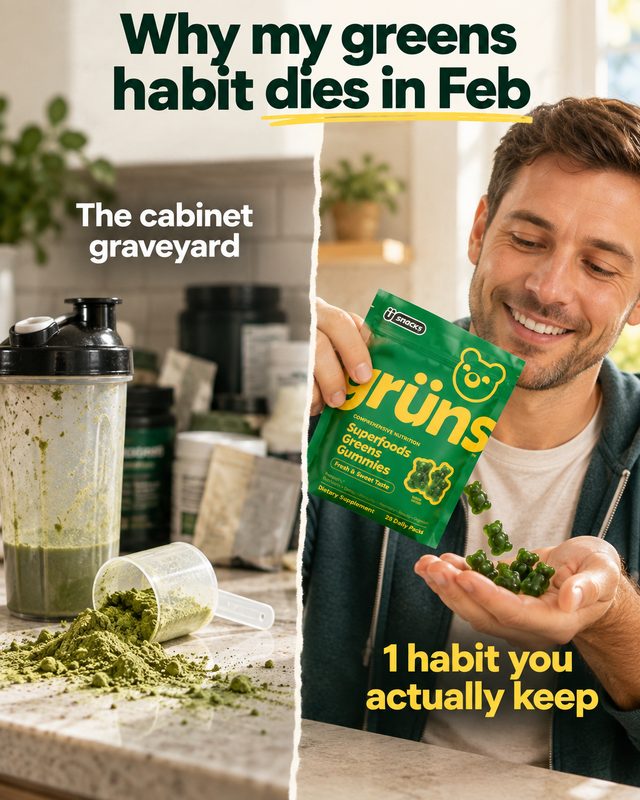 Why my greens
habit dies in Feb
The cabinet
graveyard
snacks
grüns
COMPREHENSIVE NUTRITION
Superfoods
Greens
Gummies
Fresh & Sweet Taste
Dietary Supplement
28 Daily Packs
1 habit you
actually keep